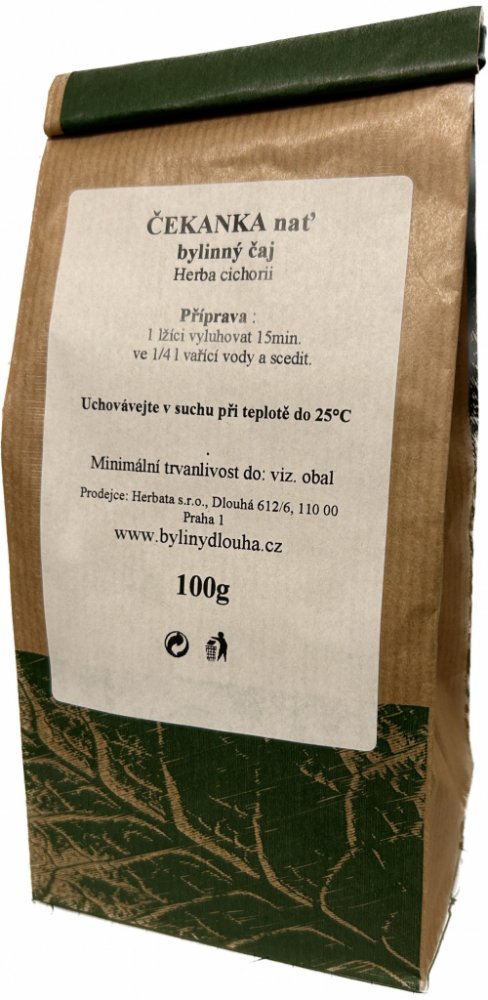 ČEKANKA nať
bylinný čaj
Herba cichorii
Příprava :
1 lžíci vyluhovat 15min.
ve 1/4 l vařící vody a scedit.
Uchovávejte v suchu při teplotě do 25°C
.
Minimální trvanlivost do: viz. obal
Prodejce: Herbata s.r.o., Dlouhá 612/6, 110 00
Praha 1
www.bylinydlouha.cz
100g